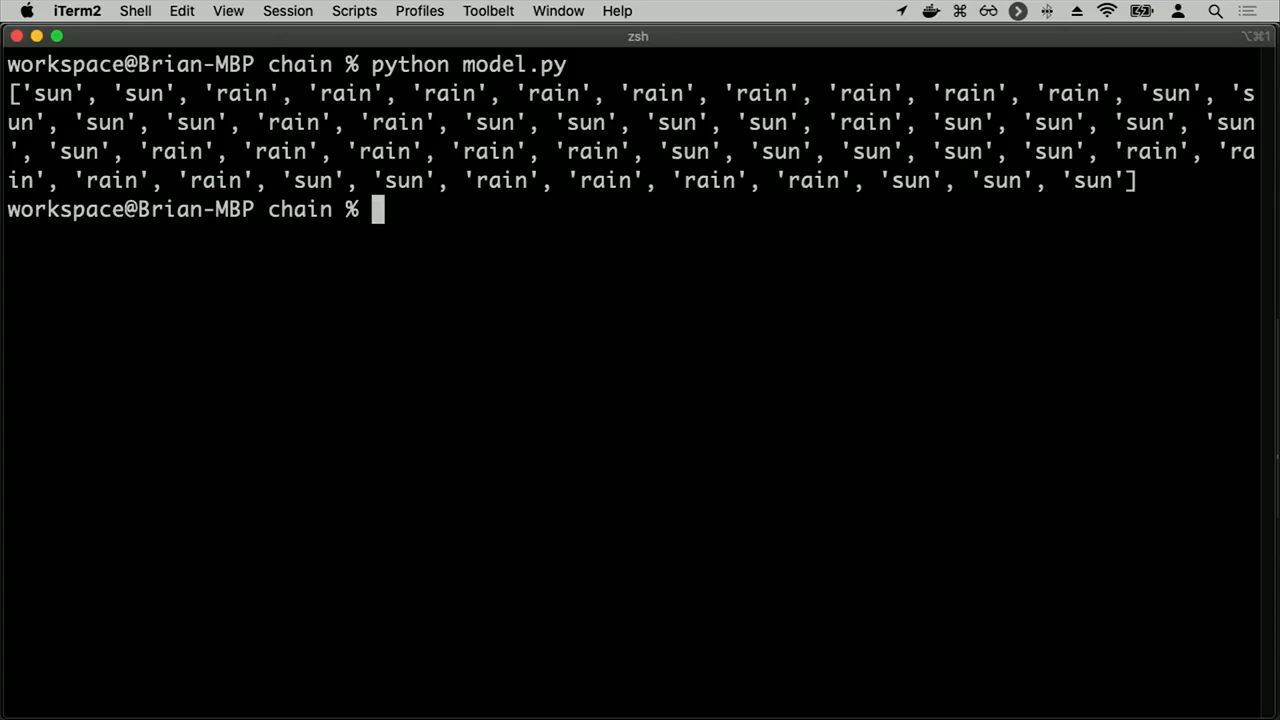 iTerm2 Shell Edit View Session Scripts Profiles Toolbelt Window Help
zsh ⌥⌘1
workspace@Brian-MBP chain % python model.py
['sun', 'sun', 'rain', 'rain', 'rain', 'rain', 'rain', 'rain', 'rain', 'rain', 'rain', 'sun', 's
un', 'sun', 'sun', 'rain', 'rain', 'sun', 'sun', 'sun', 'sun', 'rain', 'sun', 'sun', 'sun', 'sun
', 'sun', 'rain', 'rain', 'rain', 'rain', 'rain', 'sun', 'sun', 'sun', 'sun', 'sun', 'rain', 'ra
in', 'rain', 'rain', 'sun', 'sun', 'rain', 'rain', 'rain', 'rain', 'sun', 'sun', 'sun']
workspace@Brian-MBP chain %